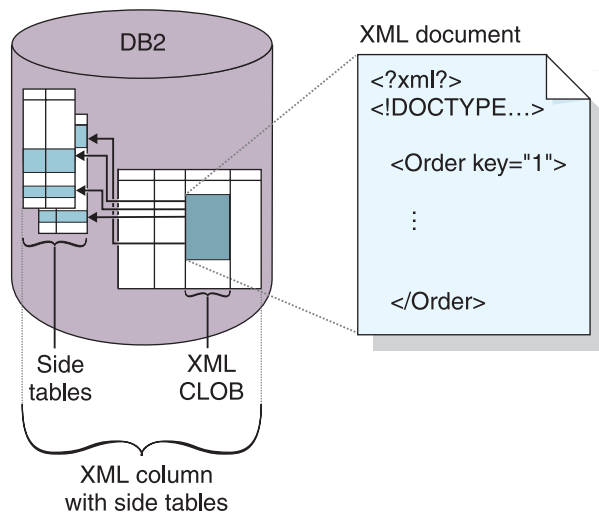 DB2
XML document
<?xml?>
<!DOCTYPE...>
<Order key="1">
⋮
</Order>
Side
tables
XML
CLOB
XML column
with side tables